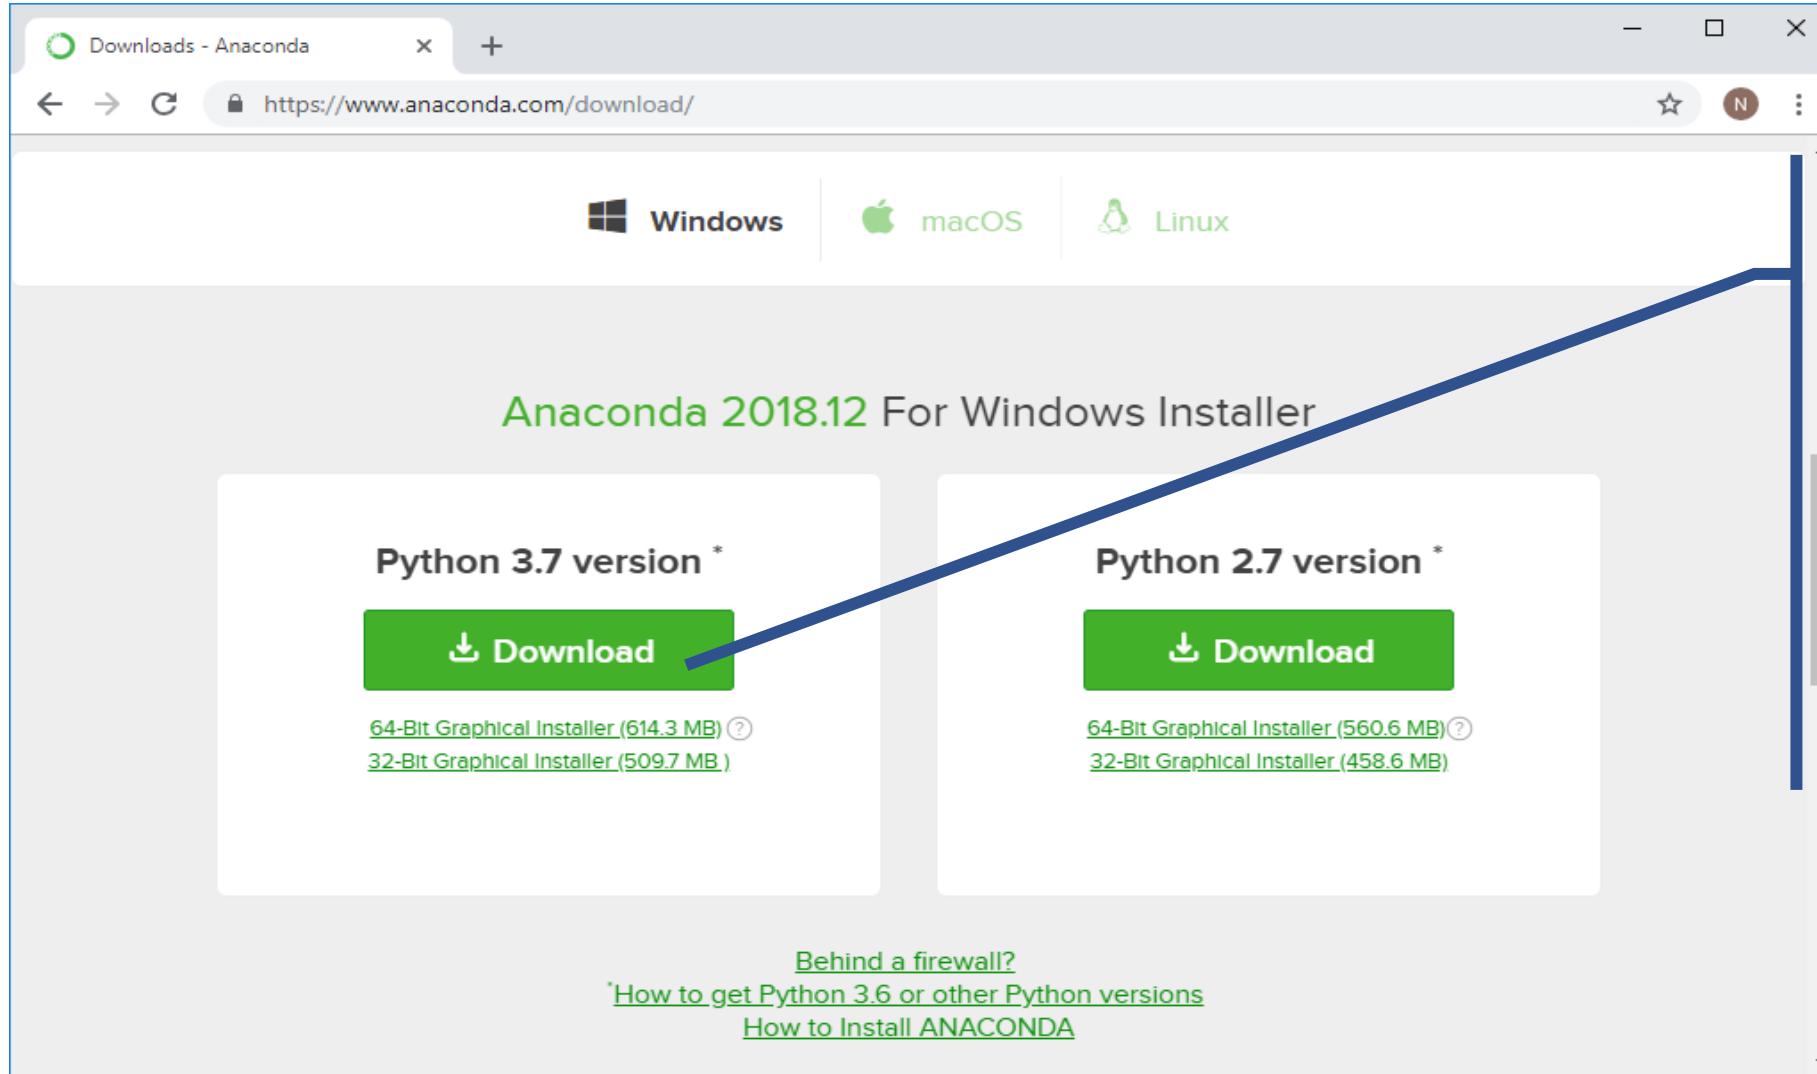 Downloads - Anaconda
https://www.anaconda.com/download/
N
Windows
macOS
Linux
Anaconda 2018.12 For Windows Installer
Python 3.7 version *
Download
64-Bit Graphical Installer (614.3 MB) ?
32-Bit Graphical Installer (509.7 MB )
Python 2.7 version *
Download
64-Bit Graphical Installer (560.6 MB) ?
32-Bit Graphical Installer (458.6 MB)
Behind a firewall?
*How to get Python 3.6 or other Python versions
How to Install ANACONDA